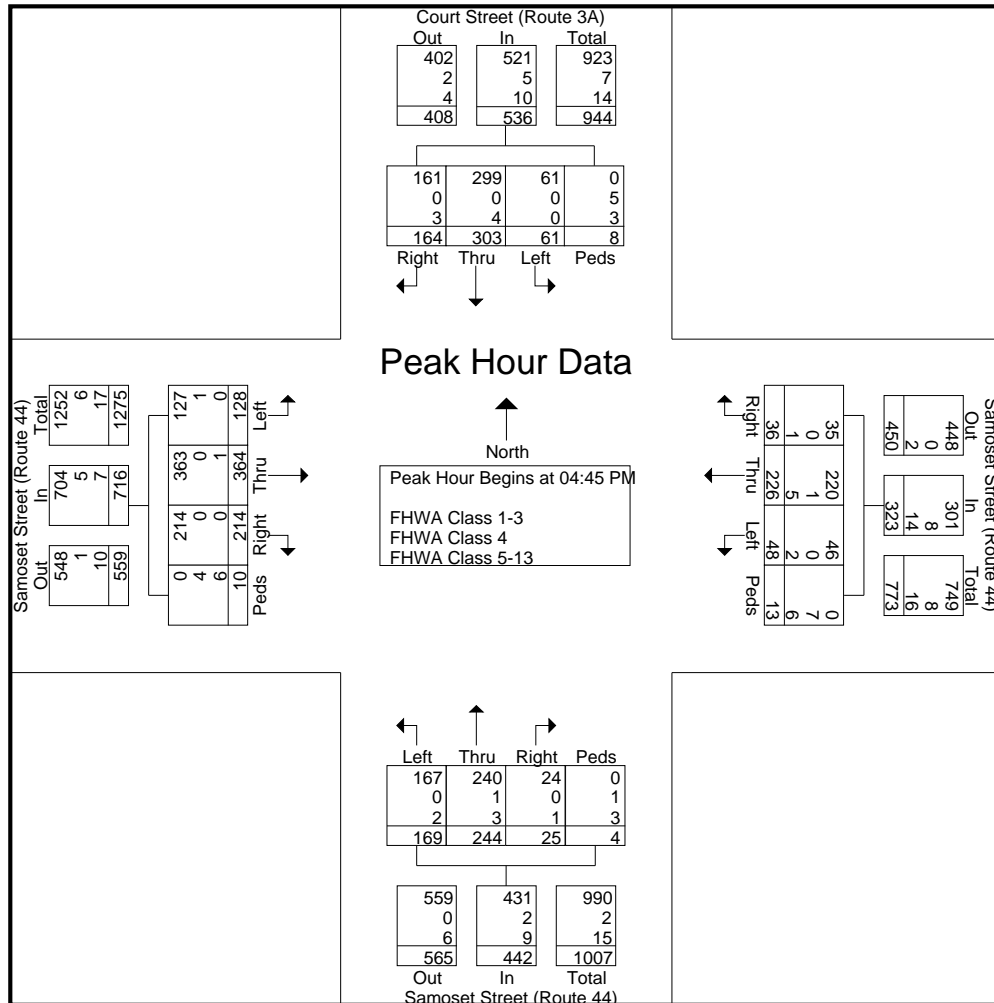 Court Street (Route 3A)
Out In Total
402 521 923
2 5 7
4 10 14
408 536 944
161 299 61 0
0 0 0 5
3 4 0 3
164 303 61 8
Right Thru Left Peds
Peak Hour Data
North
Peak Hour Begins at 04:45 PM
FHWA Class 1-3
FHWA Class 4
FHWA Class 5-13
Samoset Street (Route 44)
Out In Total
548 704 1252
1 5 6
10 7 17
559 716 1275
Peds Right Thru Left
0 214 363 127
4 0 0 1
6 0 1 0
10 214 364 128
Samoset Street (Route 44)
Out In Total
448 301 749
0 8 8
2 14 16
450 323 773
Right Thru Left Peds
35 220 46 0
0 1 0 7
1 5 2 6
36 226 48 13
Left Thru Right Peds
167 240 24 0
0 1 0 1
2 3 1 3
169 244 25 4
559 431 990
0 2 2
6 9 15
565 442 1007
Out In Total
Samoset Street (Route 44)